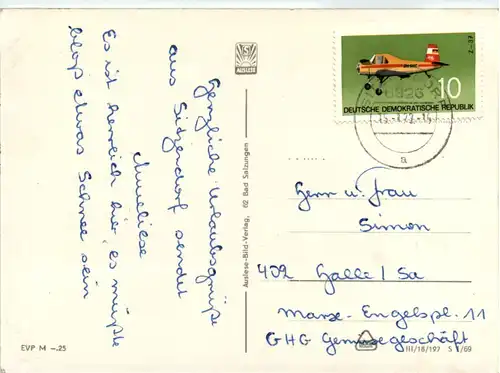 Herzliche Urlaubsgrüße
aus Sitzendorf sendet
Anneliese
Es ist herrlich hier, es müßte
bloß etwas Schnee sein
EVP M –.25
AUSLESE
Auslese-Bild-Verlag, 62 Bad Salzungen
Z-37
10
DEUTSCHE DEMOKRATISCHE REPUBLIK
Herrn u. Frau
Simon
402 Halle / Sa
Marx-Engelspl. 11
GHG Gemüsegeschäft
III/18/197 S 1/69